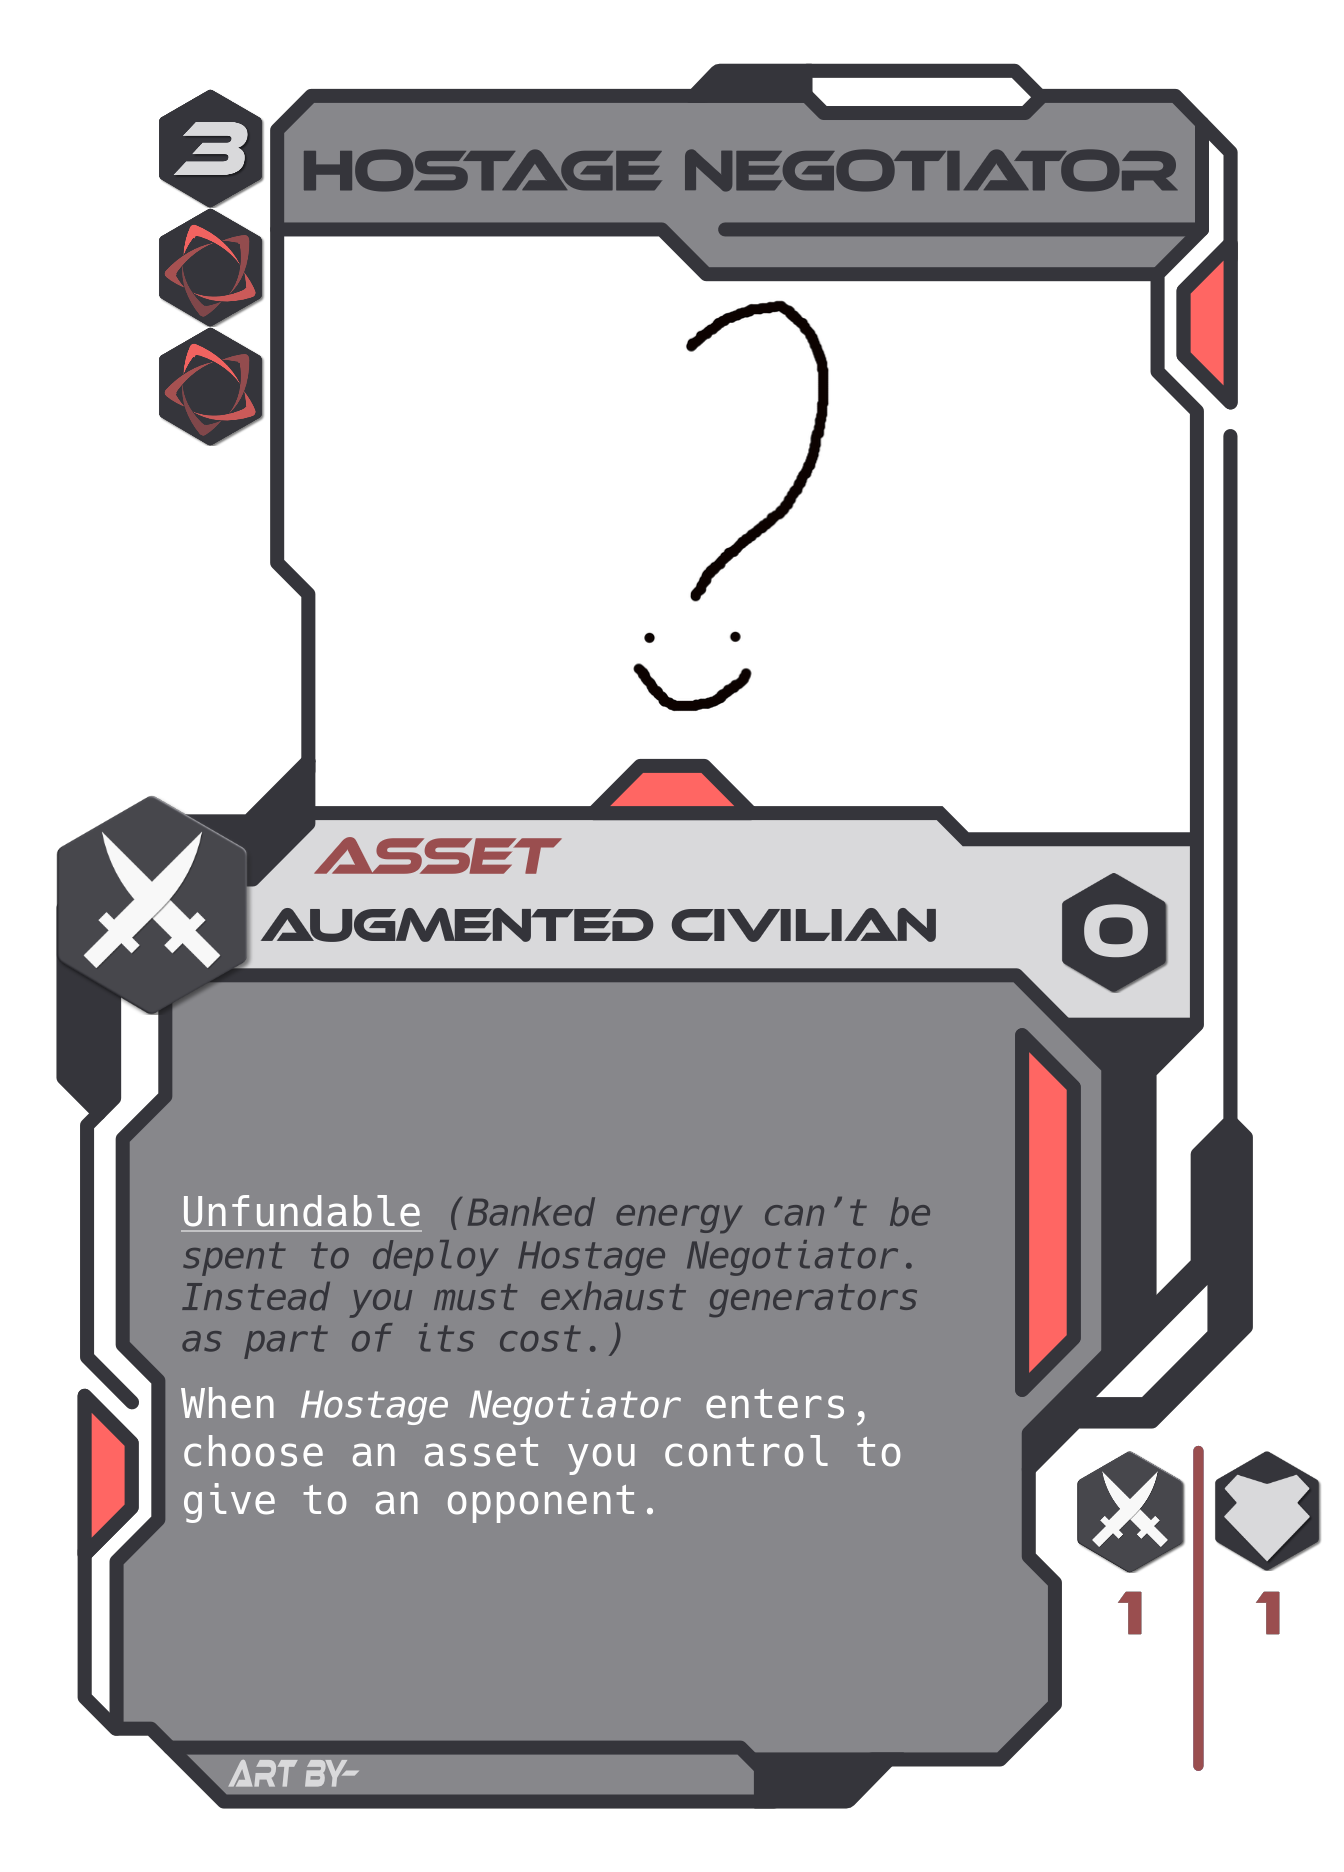 3
HOSTAGE NEGOTIATOR
ASSET
AUGMENTED CIVILIAN
0
Unfundable (Banked energy can’t be
spent to deploy Hostage Negotiator.
Instead you must exhaust generators
as part of its cost.)
When Hostage Negotiator enters,
choose an asset you control to
give to an opponent.
1
1
ART BY-